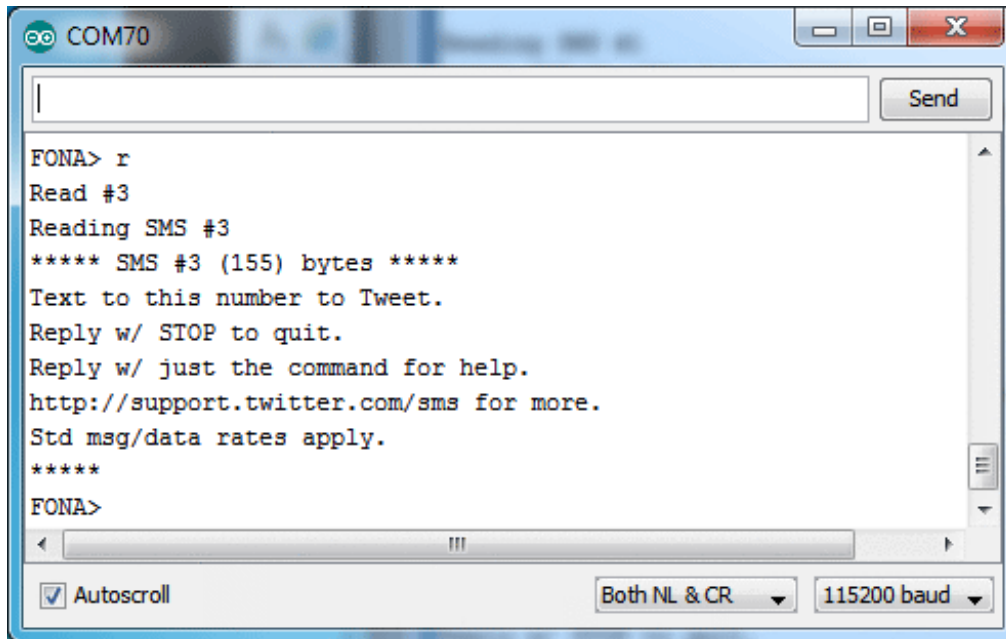 COM70
Send
FONA> r
Read #3
Reading SMS #3
***** SMS #3 (155) bytes *****
Text to this number to Tweet.
Reply w/ STOP to quit.
Reply w/ just the command for help.
http://support.twitter.com/sms for more.
Std msg/data rates apply.
*****
FONA>
Autoscroll
Both NL & CR
115200 baud